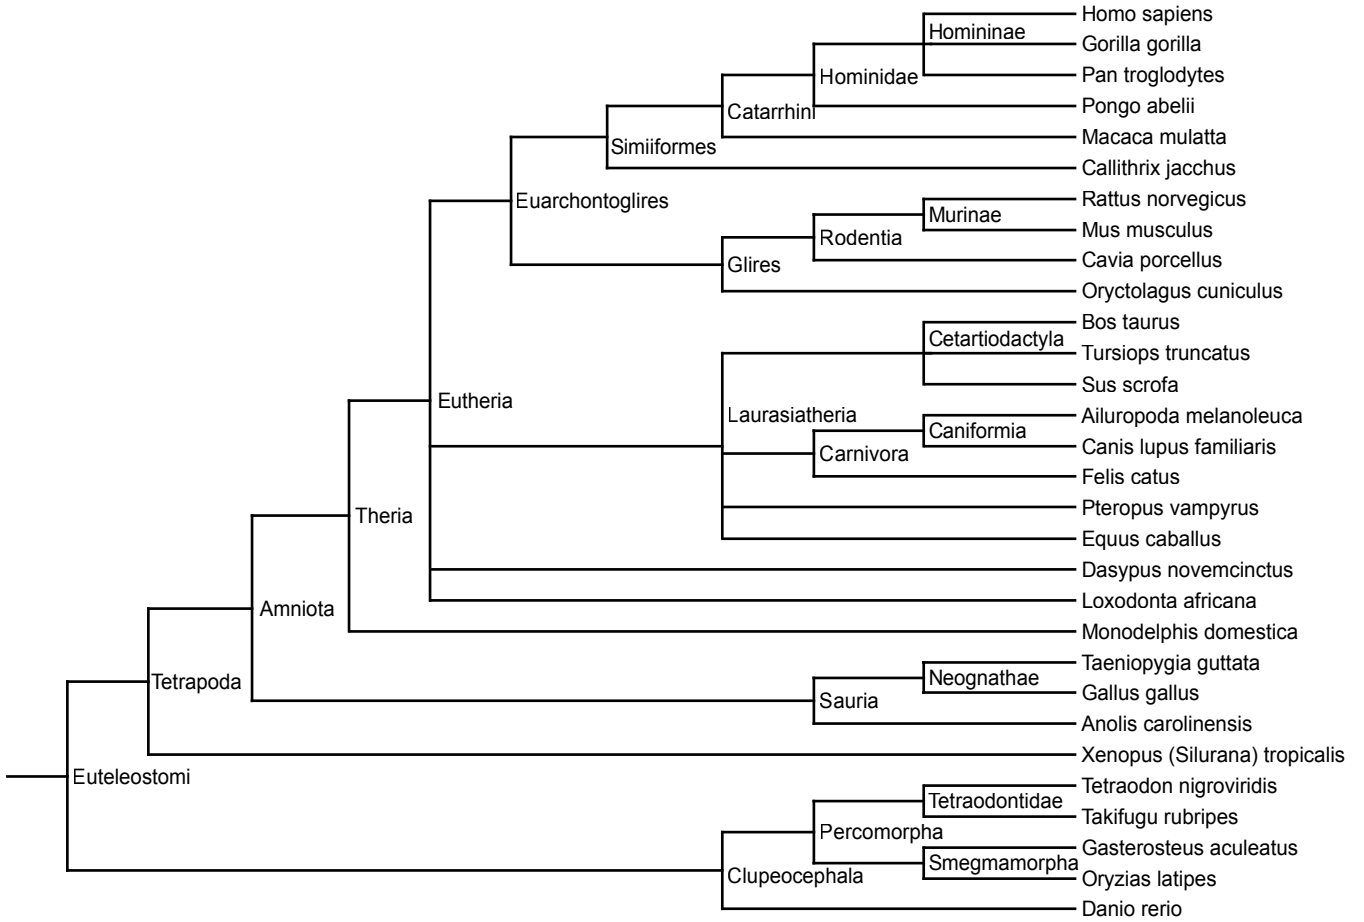 Homo sapiens
Homininae
Gorilla gorilla
Hominidae
Pan troglodytes
Catarrhini
Pongo abelii
Macaca mulatta
Simiiformes
Callithrix jacchus
Euarchontoglires
Rattus norvegicus
Murinae
Mus musculus
Rodentia
Cavia porcellus
Glires
Oryctolagus cuniculus
Bos taurus
Cetartiodactyla
Tursiops truncatus
Sus scrofa
Eutheria
Laurasiatheria
Ailuropoda melanoleuca
Caniformia
Canis lupus familiaris
Carnivora
Felis catus
Pteropus vampyrus
Theria
Equus caballus
Dasypus novemcinctus
Loxodonta africana
Amniota
Monodelphis domestica
Taeniopygia guttata
Neognathae
Tetrapoda
Gallus gallus
Sauria
Anolis carolinensis
Xenopus (Silurana) tropicalis
Euteleostomi
Tetraodon nigroviridis
Tetraodontidae
Takifugu rubripes
Percomorpha
Gasterosteus aculeatus
Smegmamorpha
Clupeocephala
Oryzias latipes
Danio rerio